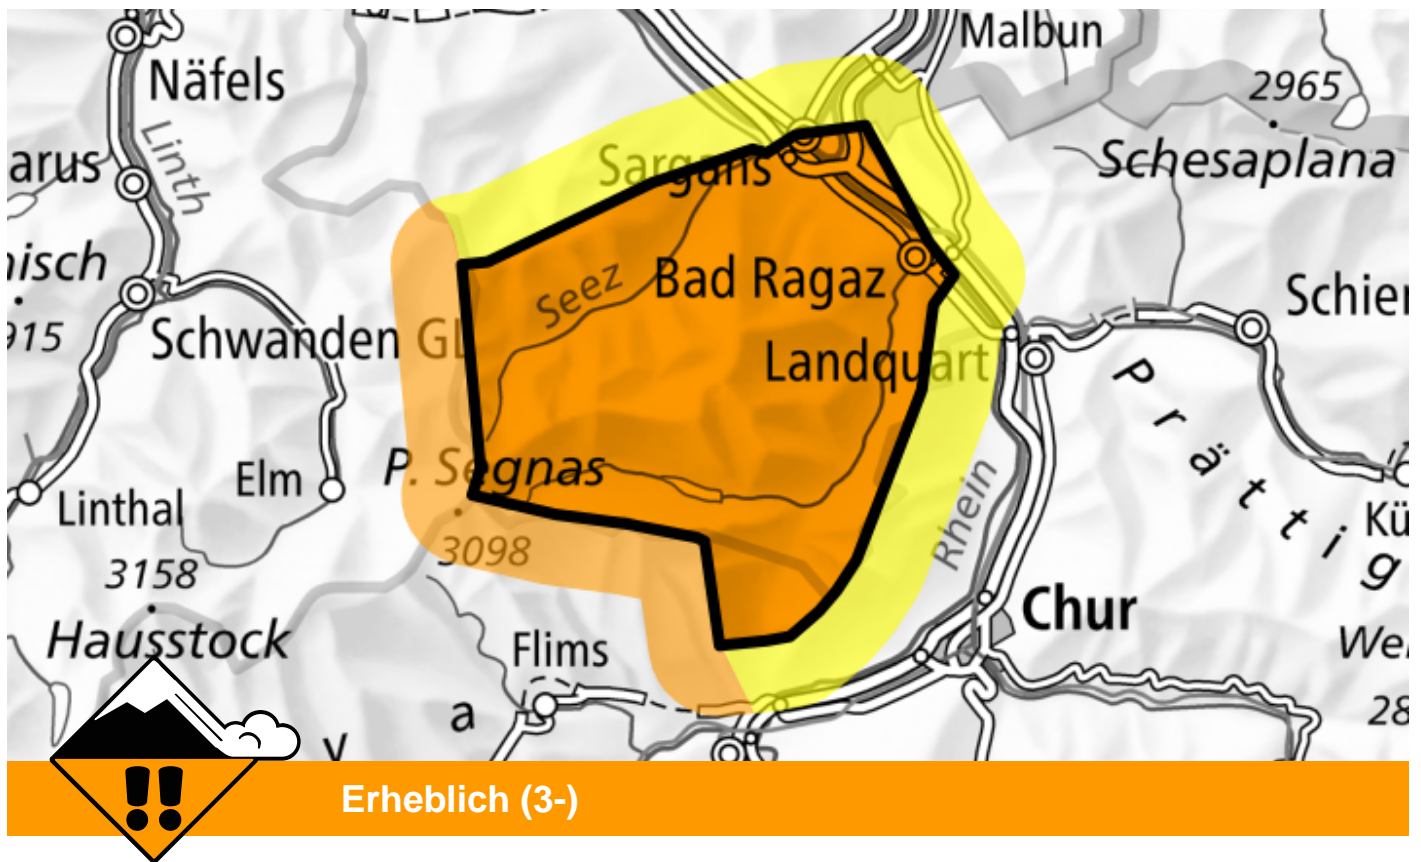 Malbun
Näfels
2965
Linth
arus
Sargans
Schesaplana
nisch
Seez
Bad Ragaz
915
Schwanden GL
Schier
Landquart
Prättig
P. Segnas
Elm
Linthal
Rhein
Kü
3098
3158
Chur
Hausstock
Flims
We
a
28
v
Erheblich (3-)